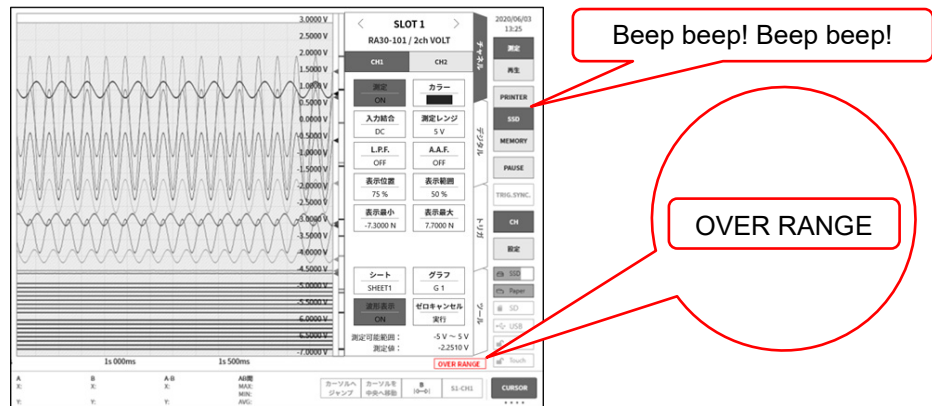 3.0000 V
2.5000 V
2.0000 V
1.5000 V
1.0000 V
0.5000 V
0.0000 V
-0.5000 V
-1.0000 V
-1.5000 V
-2.0000 V
-2.5000 V
-3.0000 V
-3.5000 V
-4.0000 V
-4.5000 V
-5.0000 V
-5.5000 V
-6.0000 V
-6.5000 V
-7.0000 V
1s 000ms 1s 500ms
< SLOT 1 >
RA30-101 / 2ch VOLT
CH1 CH2
測定 カラー
ON
入力結合 測定レンジ
DC 5 V
L.P.F. A.A.F.
OFF OFF
表示位置 表示範囲
75 % 50 %
表示最小 表示最大
-7.3000 N 7.7000 N
シート グラフ
SHEET1 G 1
波形表示 ゼロキャンセル
ON 実行
測定可能範囲： -5 V ～ 5 V
測定値： -2.2510 V
OVER RANGE
チャネル
デジタル
トリガ
ツール
2020/06/03
13:25
測定
再生
PRINTER
SSD
MEMORY
PAUSE
TRIG.SYNC.
CH
設定
SSD
Paper
SD
USB
Touch
A B A-B AB間
X: X: X: MAX:
MIN:
Y: Y: Y: AVG:
カーソルへ
ジャンプ
カーソルを
中央へ移動
B
S1-CH1
CURSOR
Beep beep! Beep beep!
OVER RANGE